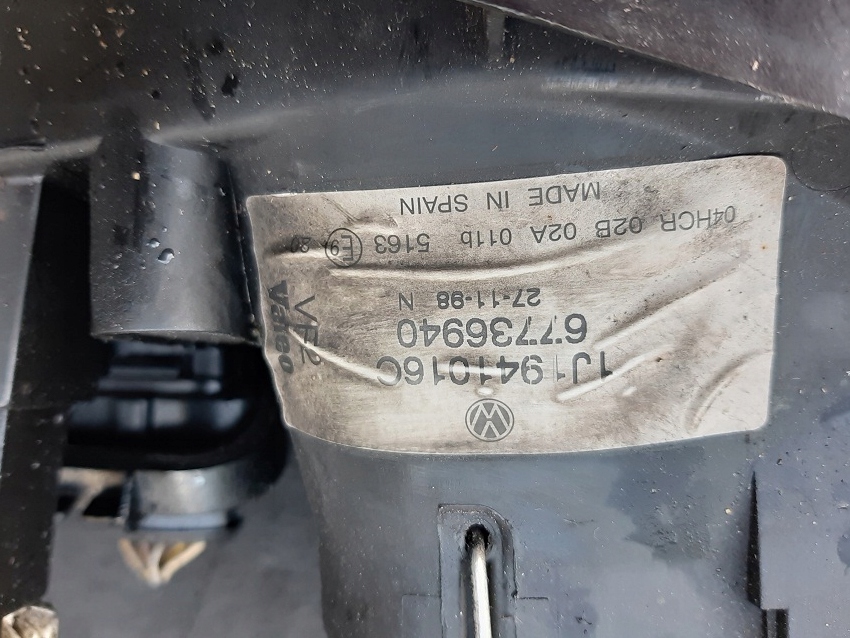 1J1941016C
67736940
27-11-98 N
VE2
Valeo
04HCR 02B 02A 011b 5163 E9
MADE IN SPAIN